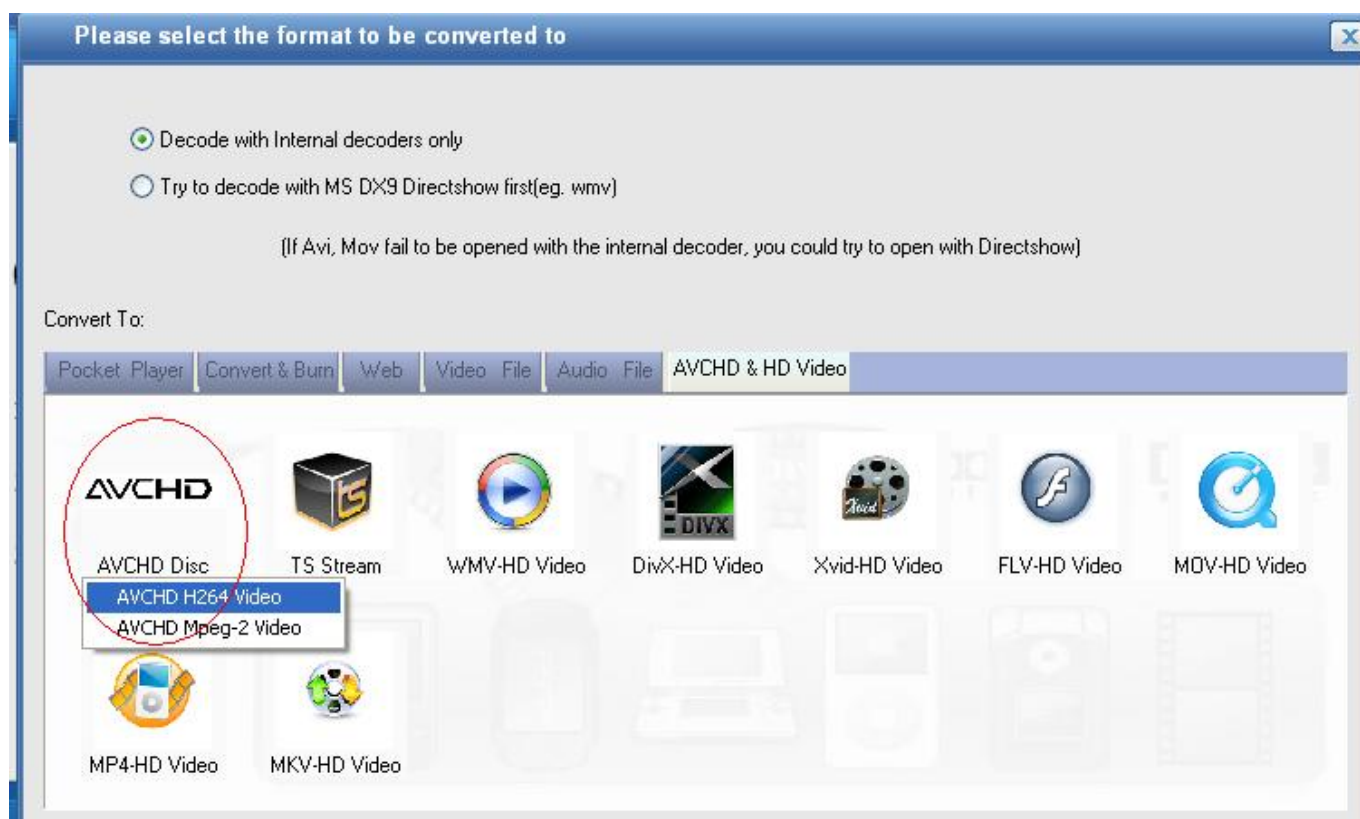 Please select the format to be converted to
X
Decode with Internal decoders only
Try to decode with MS DX9 Directshow first(eg. wmv)
(If Avi, Mov fail to be opened with the internal decoder, you could try to open with Directshow)
Convert To:
Pocket Player Convert & Burn Web Video File Audio File AVCHD & HD Video
AVCHD TS DIVX Xvid
AVCHD Disc TS Stream WMV-HD Video DivX-HD Video Xvid-HD Video FLV-HD Video MOV-HD Video
AVCHD H264 Video
AVCHD Mpeg-2 Video
MP4-HD Video MKV-HD Video